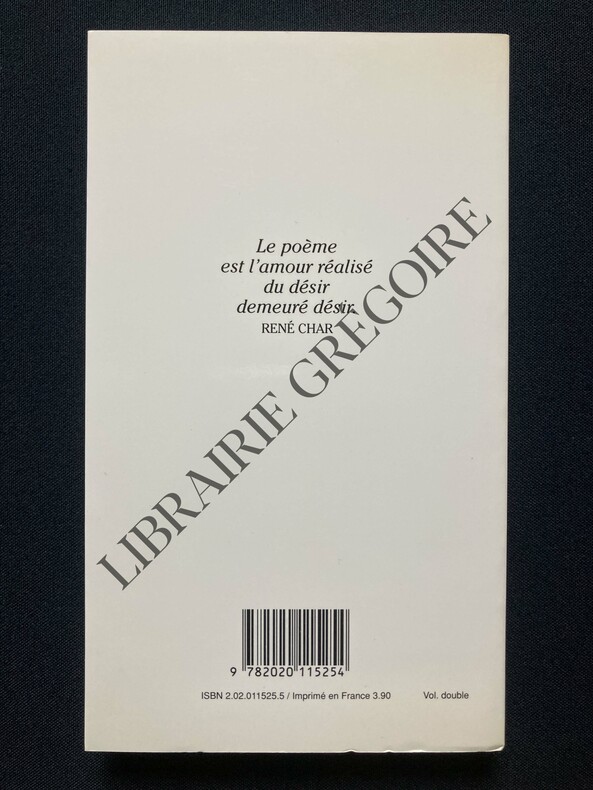 Le poème
est l'amour réalisé
du désir
demeuré désir.
RENÉ CHAR
LIBRAIRIE GRÉGOIRE
9 782020 115254
ISBN 2.02.011525.5 / Imprimé en France 3.90 Vol. double